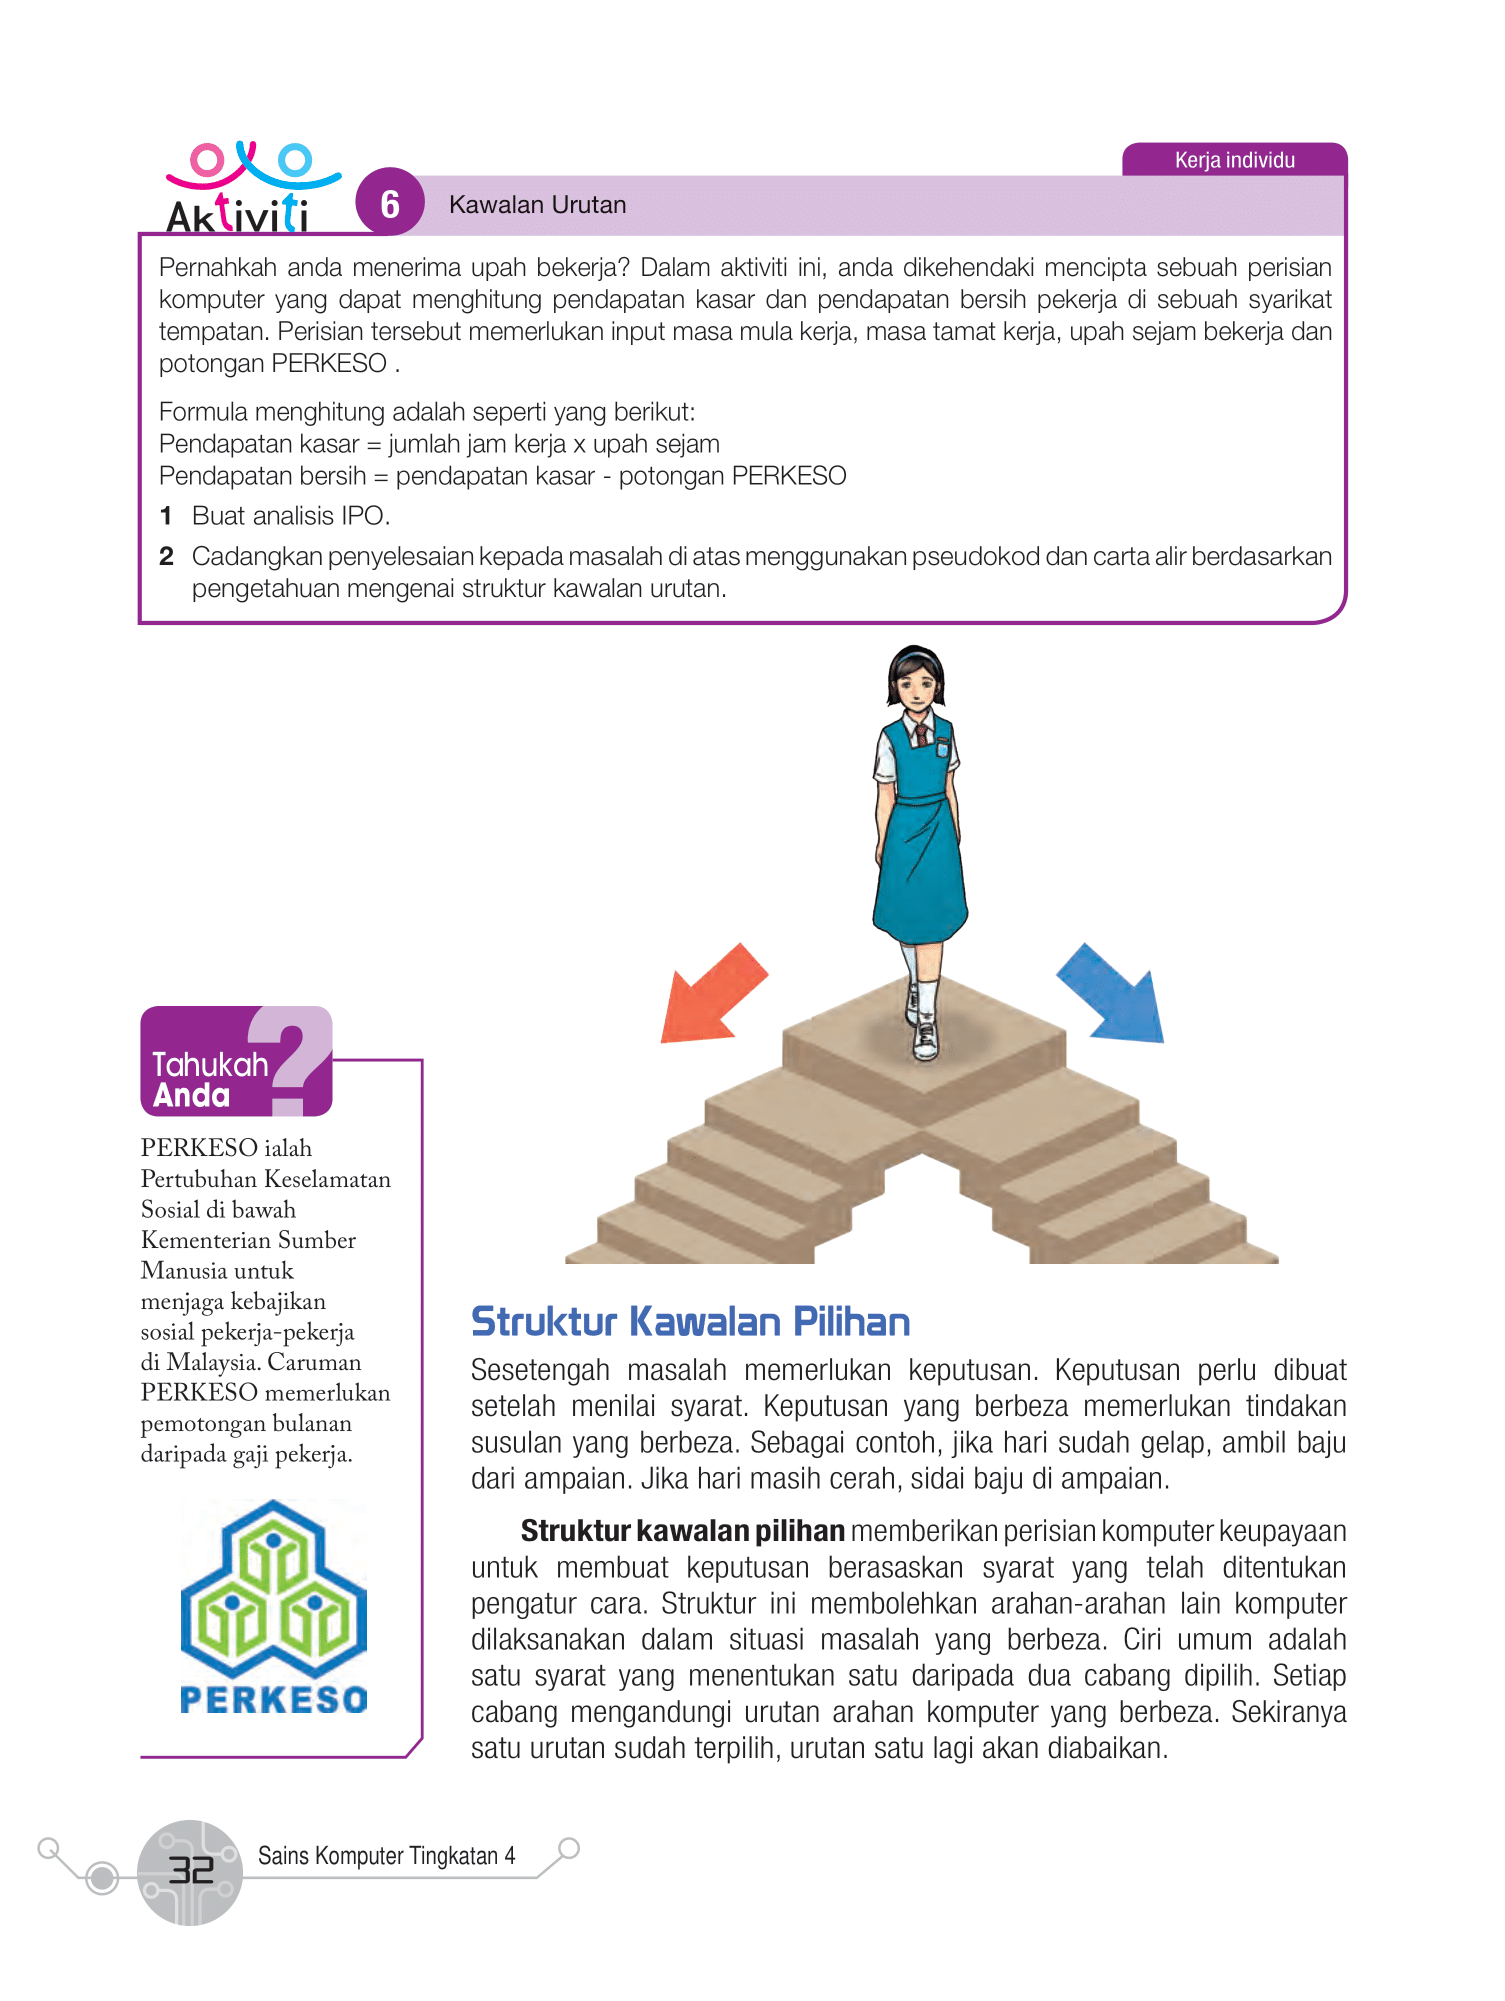 Kerja individu
Aktiviti
6
Kawalan Urutan
Pernahkah anda menerima upah bekerja? Dalam aktiviti ini, anda dikehendaki mencipta sebuah perisian
komputer yang dapat menghitung pendapatan kasar dan pendapatan bersih pekerja di sebuah syarikat
tempatan. Perisian tersebut memerlukan input masa mula kerja, masa tamat kerja, upah sejam bekerja dan
potongan PERKESO .
Formula menghitung adalah seperti yang berikut:
Pendapatan kasar = jumlah jam kerja x upah sejam
Pendapatan bersih = pendapatan kasar - potongan PERKESO
1 Buat analisis IPO.
2 Cadangkan penyelesaian kepada masalah di atas menggunakan pseudokod dan carta alir berdasarkan
pengetahuan mengenai struktur kawalan urutan.
Tahukah
Anda
?
PERKESO ialah
Pertubuhan Keselamatan
Sosial di bawah
Kementerian Sumber
Manusia untuk
menjaga kebajikan
sosial pekerja-pekerja
di Malaysia. Caruman
PERKESO memerlukan
pemotongan bulanan
daripada gaji pekerja.
PERKESO
Struktur Kawalan Pilihan
Sesetengah masalah memerlukan keputusan. Keputusan perlu dibuat
setelah menilai syarat. Keputusan yang berbeza memerlukan tindakan
susulan yang berbeza. Sebagai contoh, jika hari sudah gelap, ambil baju
dari ampaian. Jika hari masih cerah, sidai baju di ampaian.
Struktur kawalan pilihan memberikan perisian komputer keupayaan
untuk membuat keputusan berasaskan syarat yang telah ditentukan
pengatur cara. Struktur ini membolehkan arahan-arahan lain komputer
dilaksanakan dalam situasi masalah yang berbeza. Ciri umum adalah
satu syarat yang menentukan satu daripada dua cabang dipilih. Setiap
cabang mengandungi urutan arahan komputer yang berbeza. Sekiranya
satu urutan sudah terpilih, urutan satu lagi akan diabaikan.
32
Sains Komputer Tingkatan 4